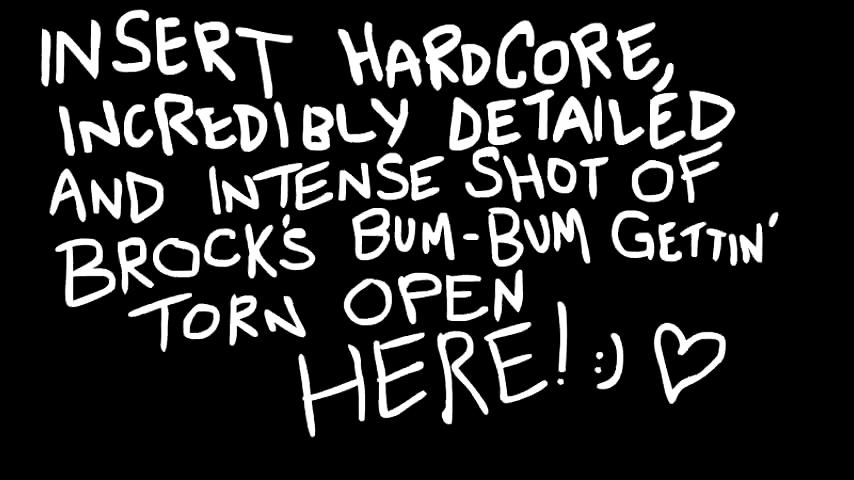 INSERT HARDCORE,
INCREDIBLY DETAILED
AND INTENSE SHOT OF
BROCK'S BUM-BUM GETTIN'
TORN OPEN
HERE! :) ♡